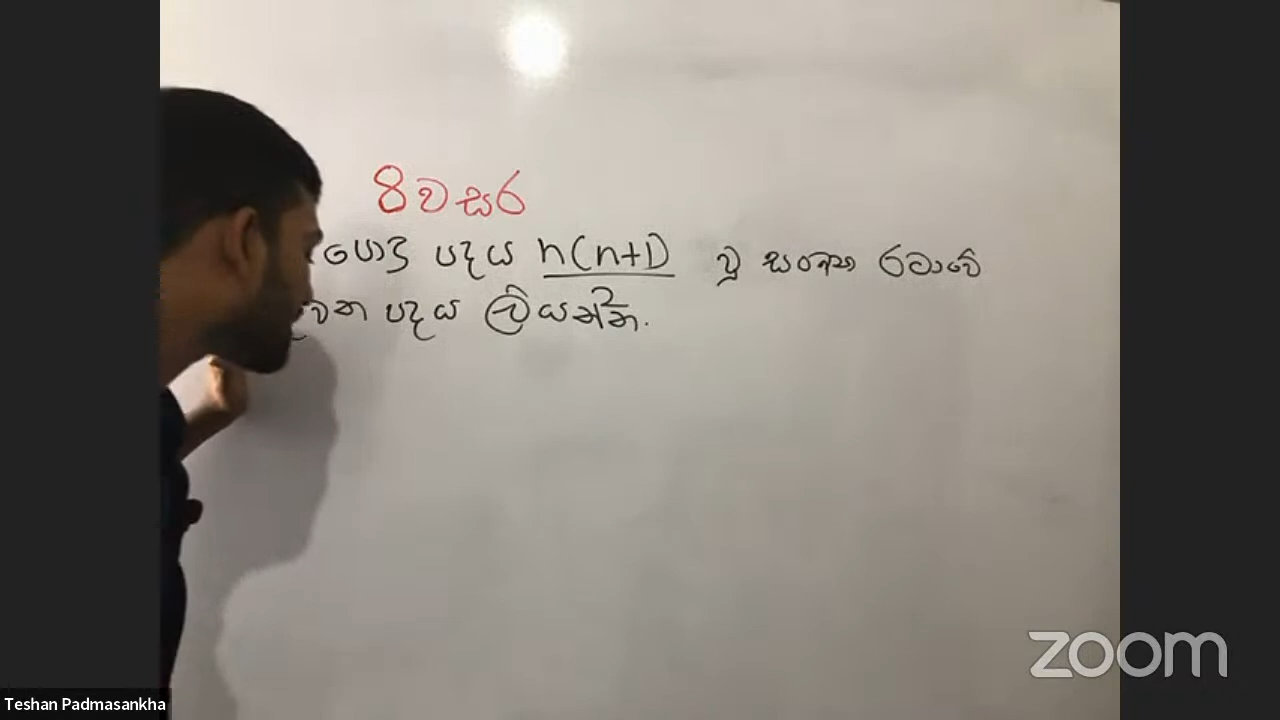 8 වසර
පොදු පදය n(n+1) වූ සංඛ්‍යා රටාවේ
වන පදය ලියන්න.
zoom
Teshan Padmasankha